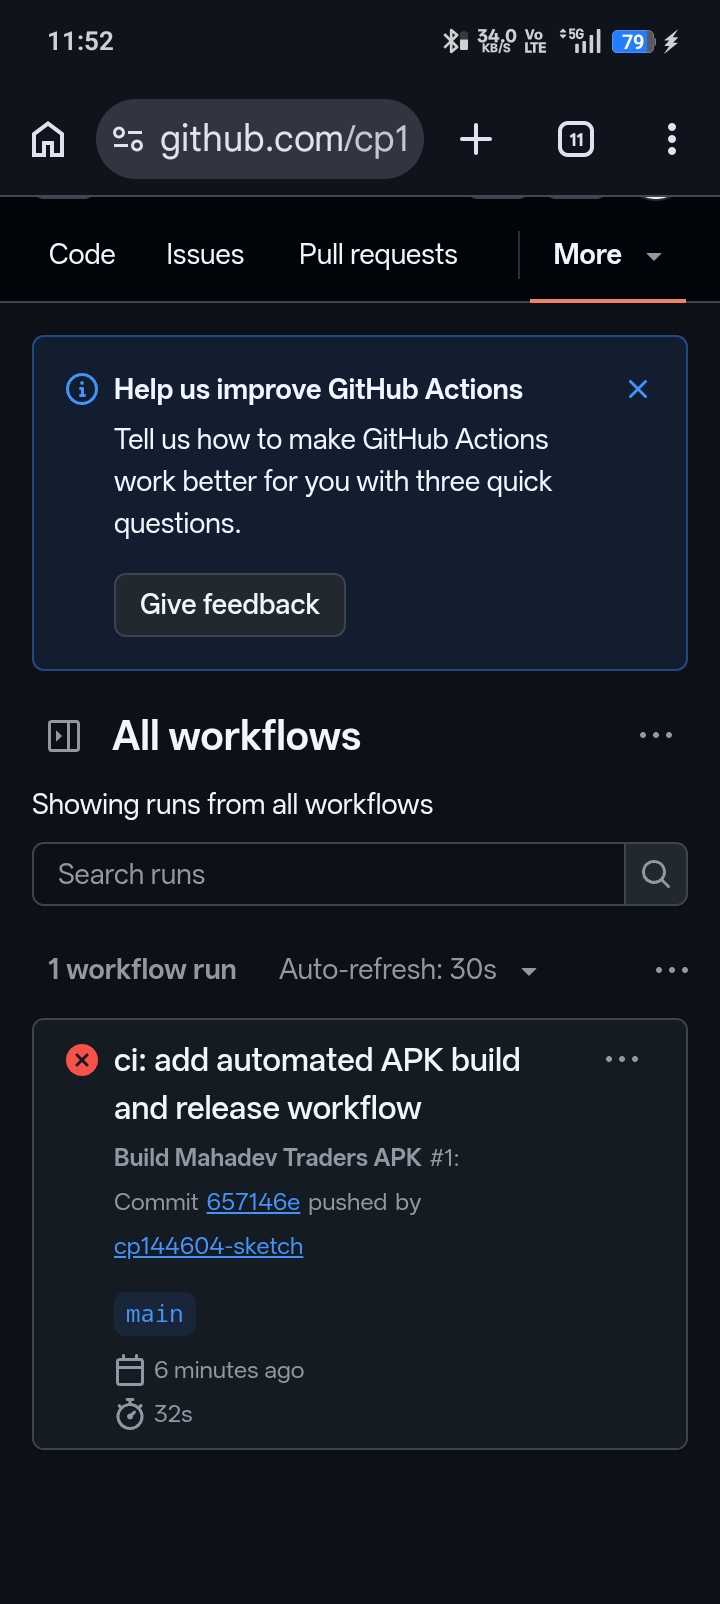 11:52
34.0 KB/S
Vo LTE
5G
79
github.com/cp1
11
Code
Issues
Pull requests
More
Help us improve GitHub Actions
Tell us how to make GitHub Actions
work better for you with three quick
questions.
Give feedback
All workflows
Showing runs from all workflows
Search runs
1 workflow run
Auto-refresh: 30s
ci: add automated APK build
and release workflow
Build Mahadev Traders APK #1:
Commit 657146e pushed by
cp144604-sketch
main
6 minutes ago
32s